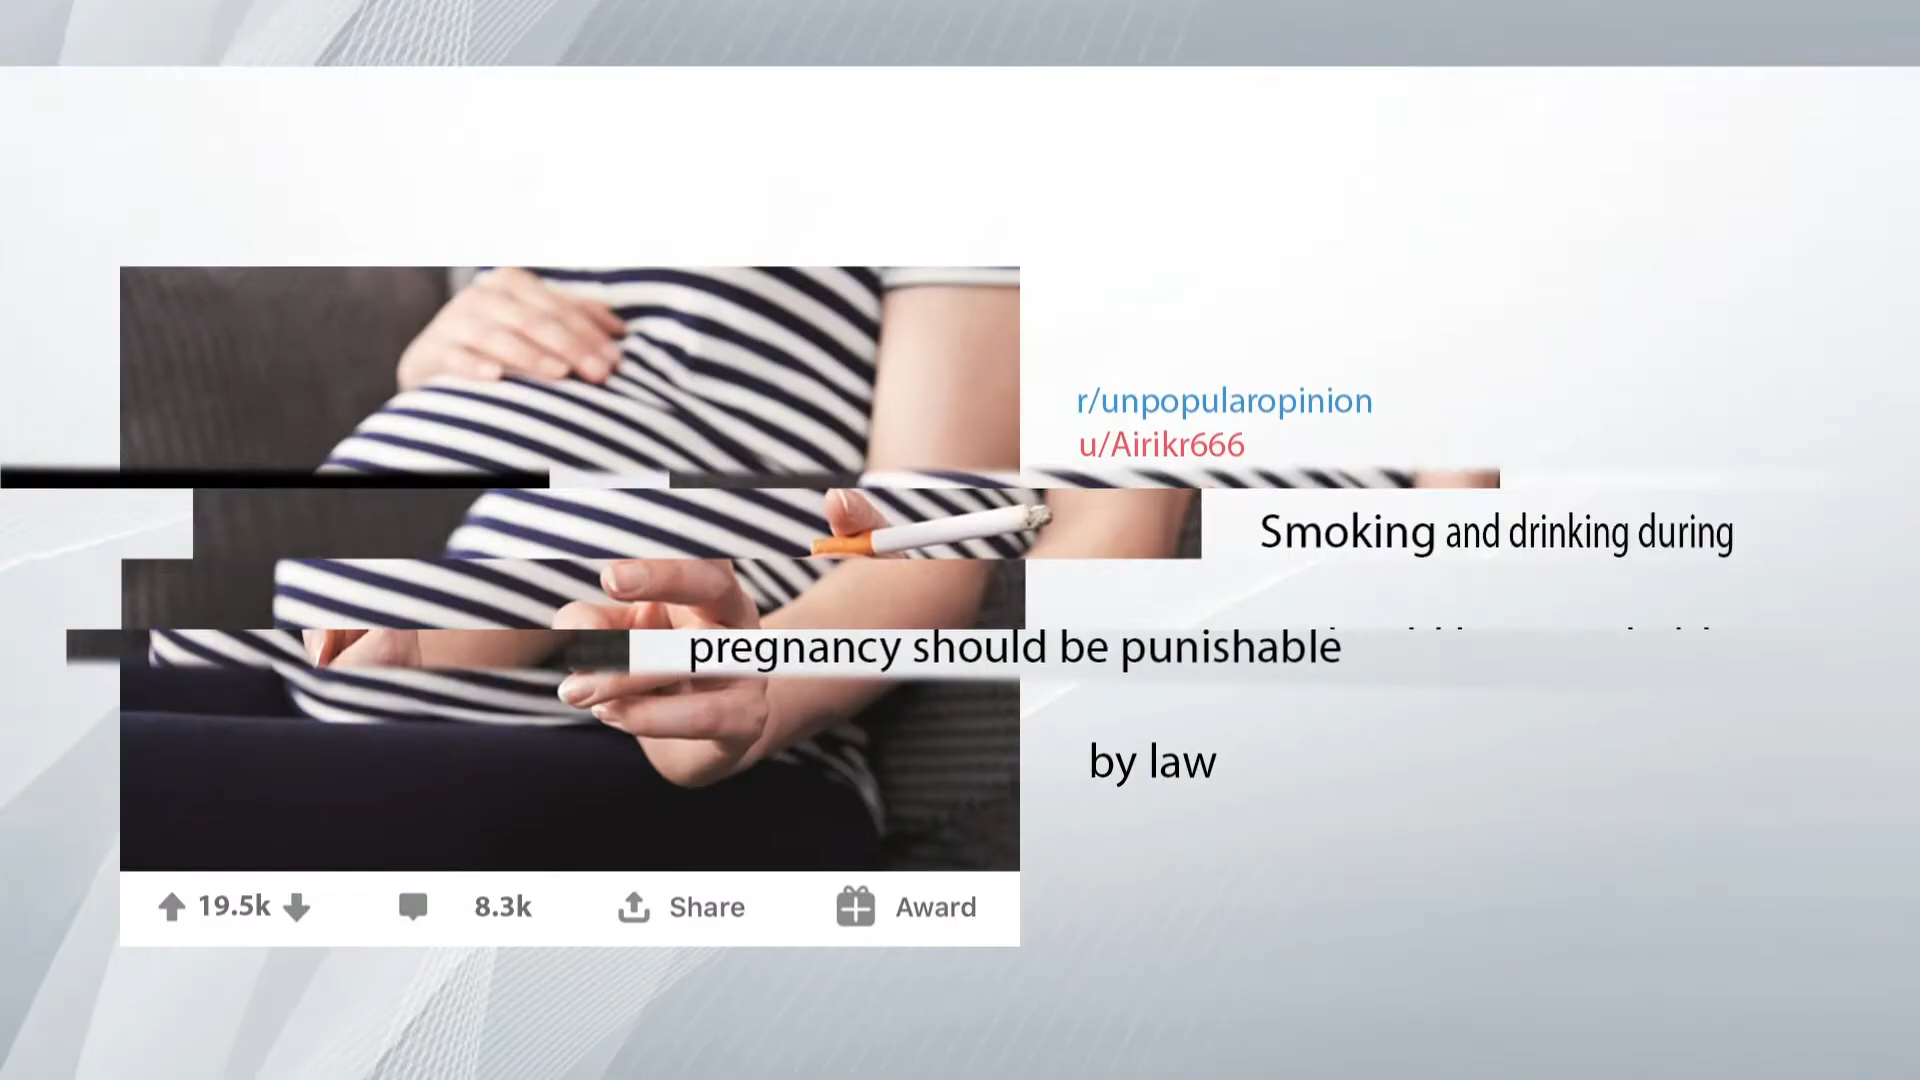 r/unpopularopinion
u/Airikr666
Smoking and drinking during
pregnancy should be punishable
by law
19.5k 8.3k Share Award